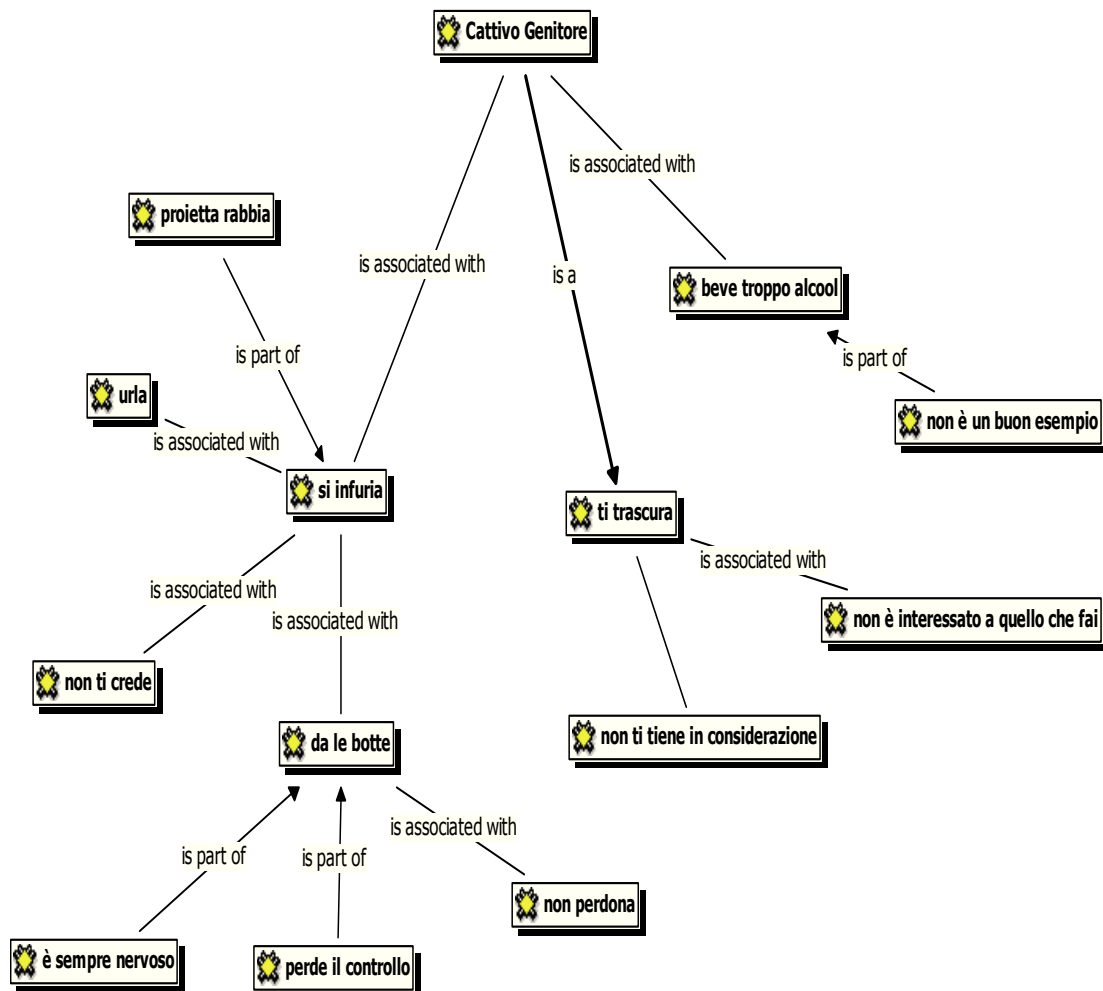 Cattivo Genitore
is associated with
proietta rabbia
is associated with
is a
beve troppo alcool
is part of
is part of
urla
non è un buon esempio
is associated with
si infuria
ti trascura
is associated with
is associated with
is associated with
non è interessato a quello che fai
non ti crede
da le botte
non ti tiene in considerazione
is associated with
is part of
is part of
non perdona
è sempre nervoso
perde il controllo